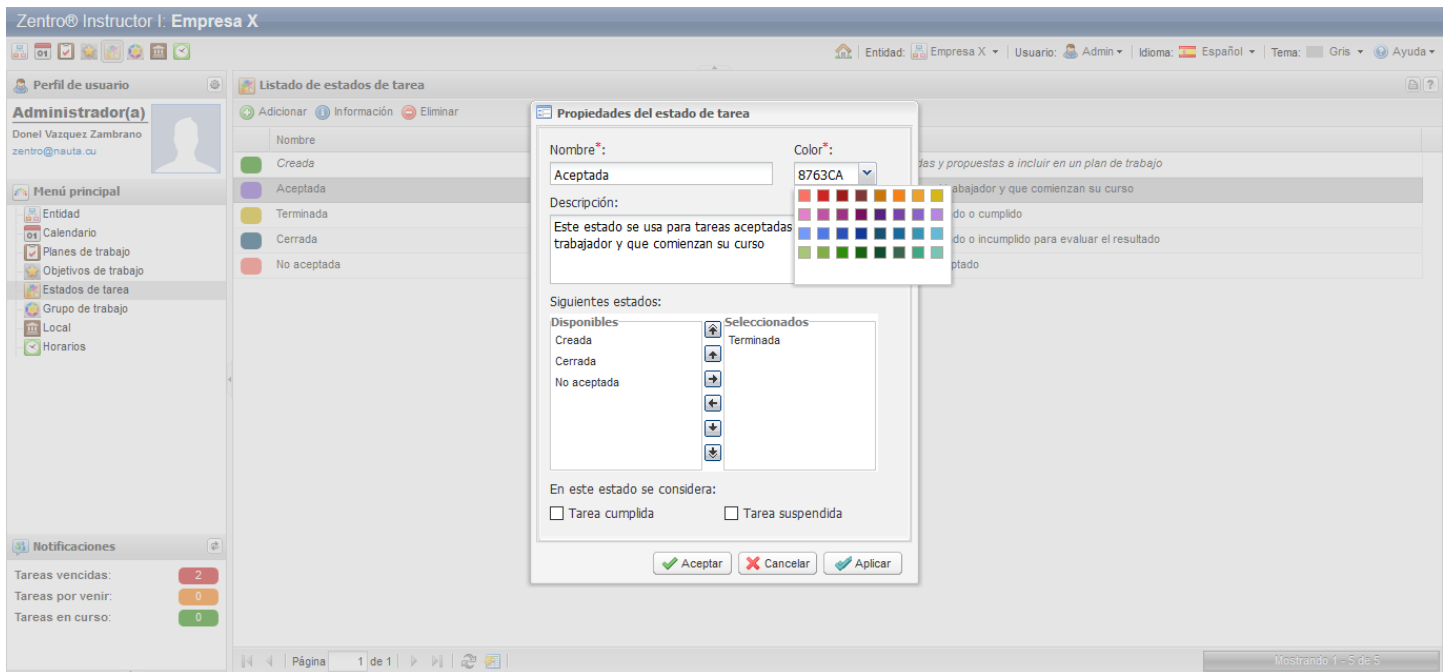 Zentro® Instructor I: Empresa X
Entidad: Empresa X Usuario: Admin Idioma: Español Tema: Gris Ayuda
Perfil de usuario
Administrador(a)
Donel Vazquez Zambrano
zentro@nauta.cu
Menú principal
Entidad
Calendario
Planes de trabajo
Objetivos de trabajo
Estados de tarea
Grupo de trabajo
Local
Horarios
Notificaciones
Tareas vencidas: 2
Tareas por venir: 0
Tareas en curso: 0
Listado de estados de tarea
Adicionar Información Eliminar
Nombre
Creada
y propuestas a incluir en un plan de trabajo
Aceptada
y que comienzan su curso
Terminada
o cumplido
Cerrada
o incumplido para evaluar el resultado
No aceptada
Propiedades del estado de tarea
Nombre*: Color*:
Aceptada 8763CA
Descripción:
Este estado se usa para tareas aceptadas
trabajador y que comienzan su curso
Siguientes estados:
Disponibles Seleccionados
Creada Terminada
Cerrada
No aceptada
En este estado se considera:
Tarea cumplida Tarea suspendida
Aceptar Cancelar Aplicar
Página 1 de 1
Mostrando 1 - 5 de 5